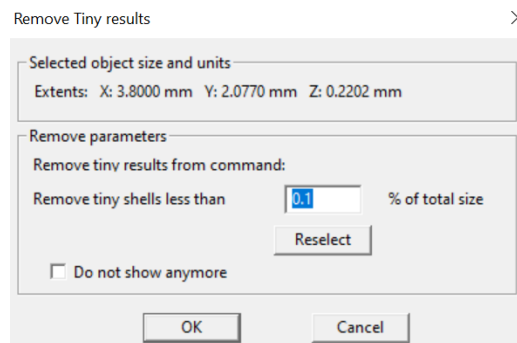 Remove Tiny results
Selected object size and units
Extents: X: 3.8000 mm Y: 2.0770 mm Z: 0.2202 mm
Remove parameters
Remove tiny results from command:
Remove tiny shells less than 0.1 % of total size
Reselect
Do not show anymore
OK Cancel